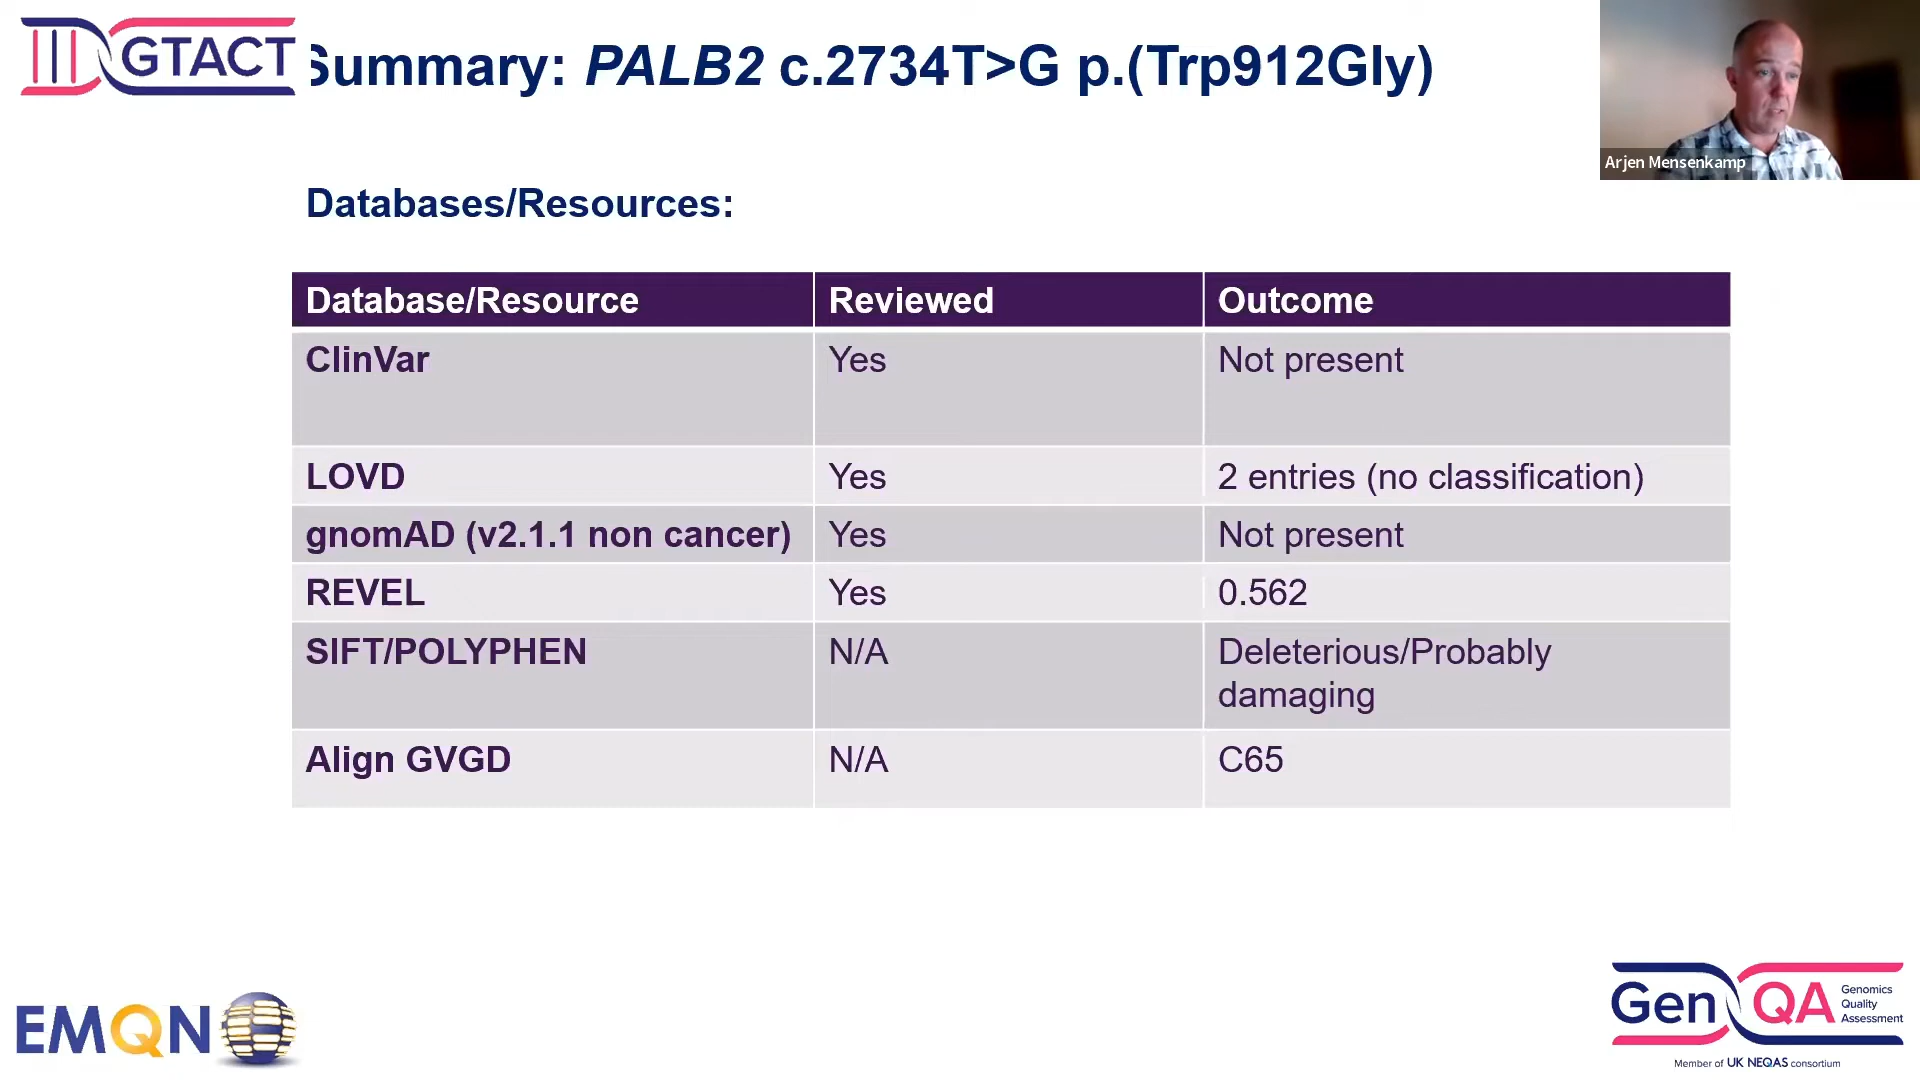 GTACT
Summary: PALB2 c.2734T>G p.(Trp912Gly)
Arjen Mensenkamp
Databases/Resources:
Database/Resource Reviewed Outcome
ClinVar Yes Not present
LOVD Yes 2 entries (no classification)
gnomAD (v2.1.1 non cancer) Yes Not present
REVEL Yes 0.562
SIFT/POLYPHEN N/A Deleterious/Probably
damaging
Align GVGD N/A C65
EMQN
GenQA Genomics
Quality
Assessment
Member of UK NEQAS consortium